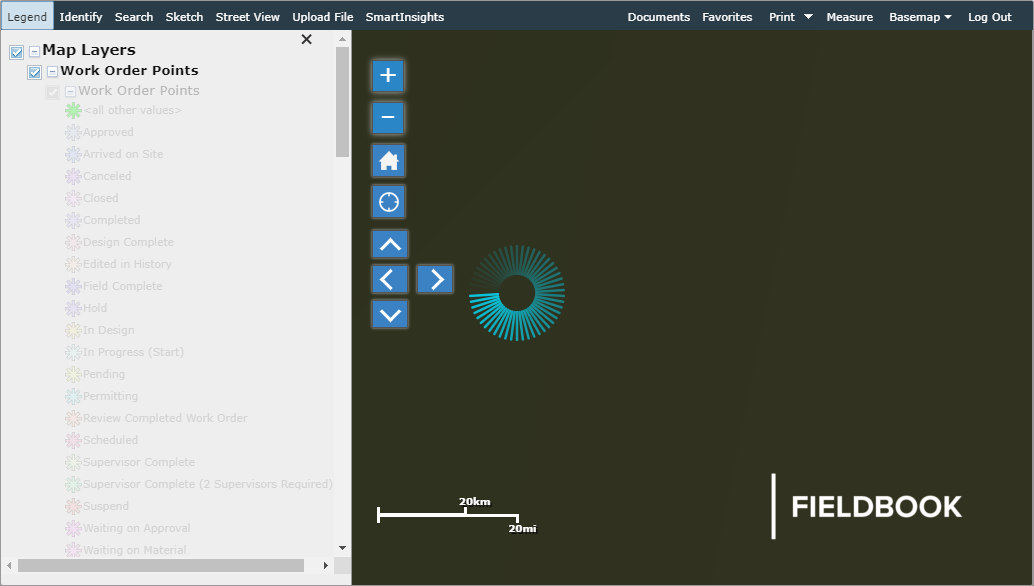 Legend Identify Search Sketch Street View Upload File SmartInsights Documents Favorites Print Measure Basemap Log Out
Map Layers
Work Order Points
Work Order Points
<all other values>
Approved
Arrived on Site
Canceled
Closed
Completed
Design Complete
Edited in History
Field Complete
Hold
In Design
In Progress (Start)
Pending
Permitting
Review Completed Work Order
Scheduled
Supervisor Complete
Supervisor Complete (2 Supervisors Required)
Suspend
Waiting on Approval
Waiting on Material
20km
20mi
FIELDBOOK